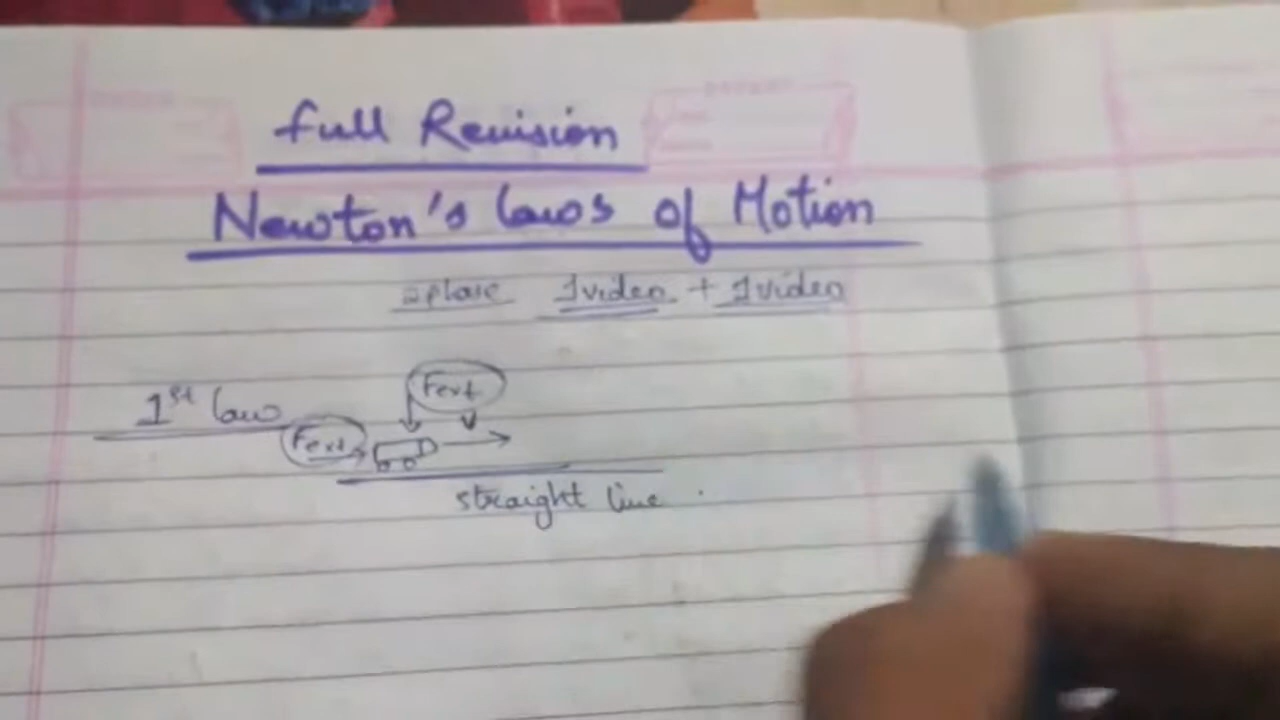 full Revision
Newton's laws of Motion
1 video + 1 video
Fext
1st law
Fext
v
straight line